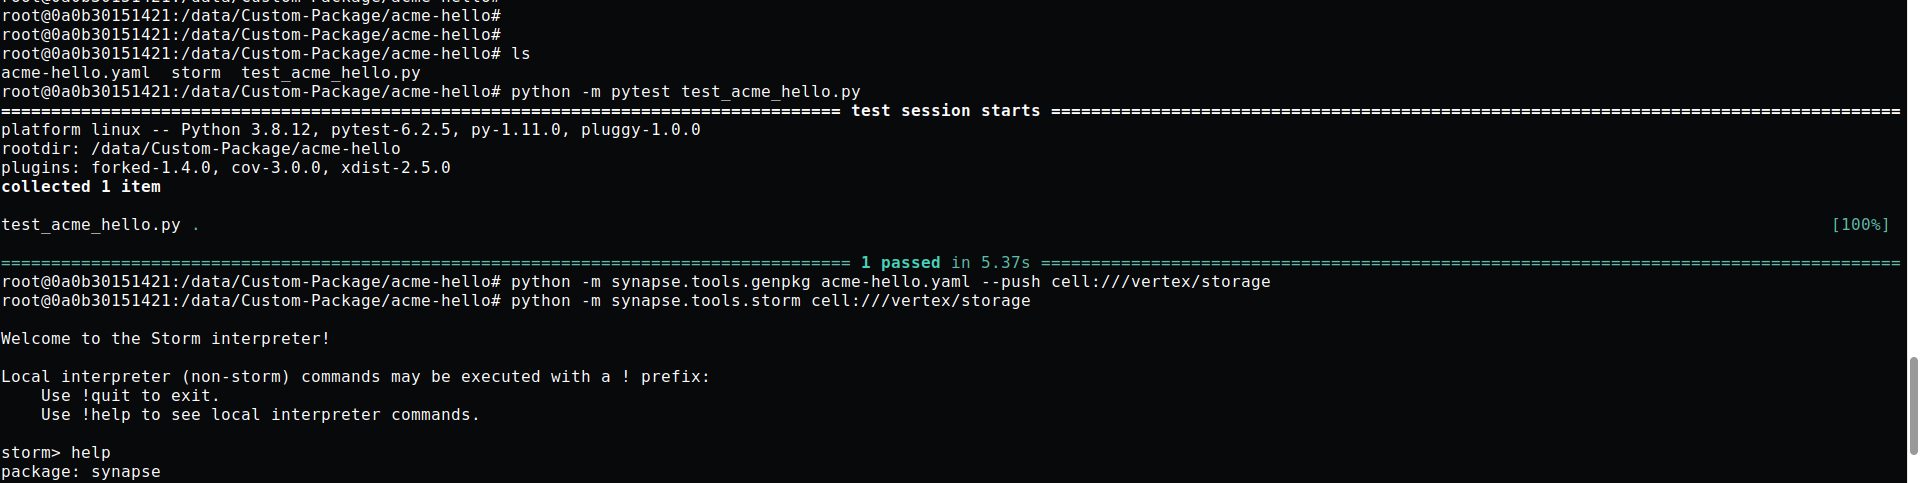 root@0a0b30151421:/data/Custom-Package/acme-hello#
root@0a0b30151421:/data/Custom-Package/acme-hello#
root@0a0b30151421:/data/Custom-Package/acme-hello#
root@0a0b30151421:/data/Custom-Package/acme-hello# ls
acme-hello.yaml  storm  test_acme_hello.py
root@0a0b30151421:/data/Custom-Package/acme-hello# python -m pytest test_acme_hello.py
==================================================================================== test session starts =====================================================================================
platform linux -- Python 3.8.12, pytest-6.2.5, py-1.11.0, pluggy-1.0.0
rootdir: /data/Custom-Package/acme-hello
plugins: forked-1.4.0, cov-3.0.0, xdist-2.5.0
collected 1 item
test_acme_hello.py . [100%]
===================================================================================== 1 passed in 5.37s ======================================================================================
root@0a0b30151421:/data/Custom-Package/acme-hello# python -m synapse.tools.genpkg acme-hello.yaml --push cell:///vertex/storage
root@0a0b30151421:/data/Custom-Package/acme-hello# python -m synapse.tools.storm cell:///vertex/storage
Welcome to the Storm interpreter!
Local interpreter (non-storm) commands may be executed with a ! prefix:
    Use !quit to exit.
    Use !help to see local interpreter commands.
storm> help
package: synapse